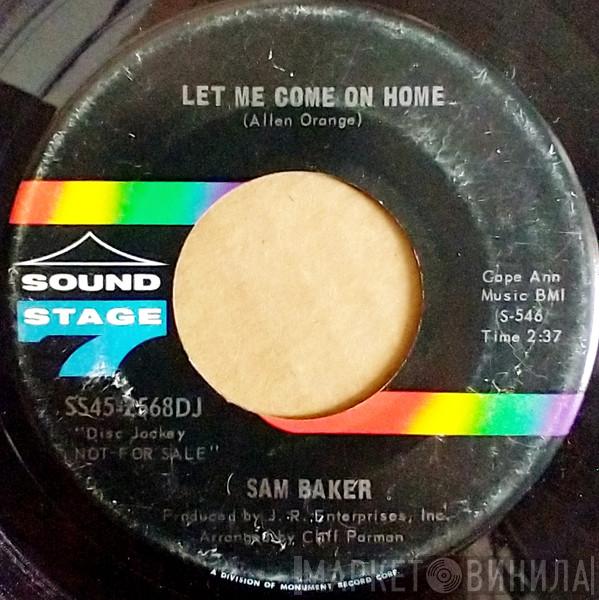 LET ME COME ON HOME
(Allen Orange)
SOUND
STAGE
7
Cape Ann
Music BMI
(S-546)
Time 2:37
SS45-2568DJ
"Disc Jockey
NOT FOR SALE"
SAM BAKER
Produced by J. R. Enterprises, Inc.
Arranged by Cliff Parman
A DIVISION OF MONUMENT RECORD CORP.
МАРКЕТ ВИНИЛА